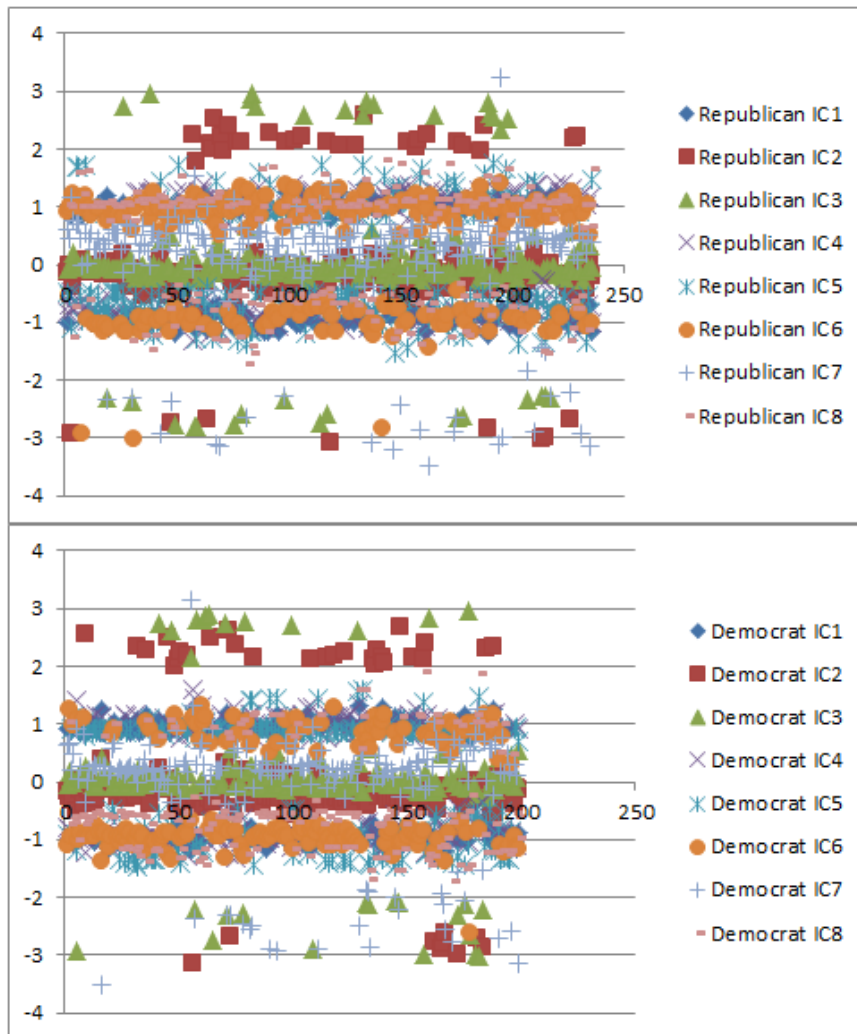 4
3
2
1
0
-1
-2
-3
-4
0 50 100 150 200 250
Republican IC1
Republican IC2
Republican IC3
Republican IC4
Republican IC5
Republican IC6
Republican IC7
Republican IC8
4
3
2
1
0
-1
-2
-3
-4
0 50 100 150 200 250
Democrat IC1
Democrat IC2
Democrat IC3
Democrat IC4
Democrat IC5
Democrat IC6
Democrat IC7
Democrat IC8